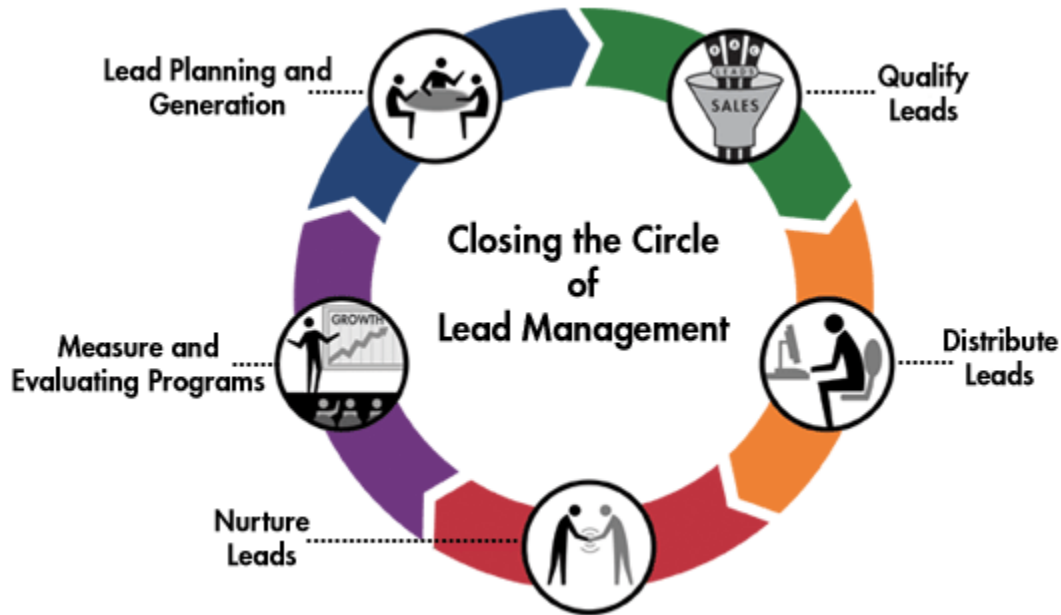 Lead Planning and
Generation
LEADS
SALES
Qualify
Leads
Closing the Circle
of
Lead Management
GROWTH
Measure and
Evaluating Programs
Distribute
Leads
Nurture
Leads